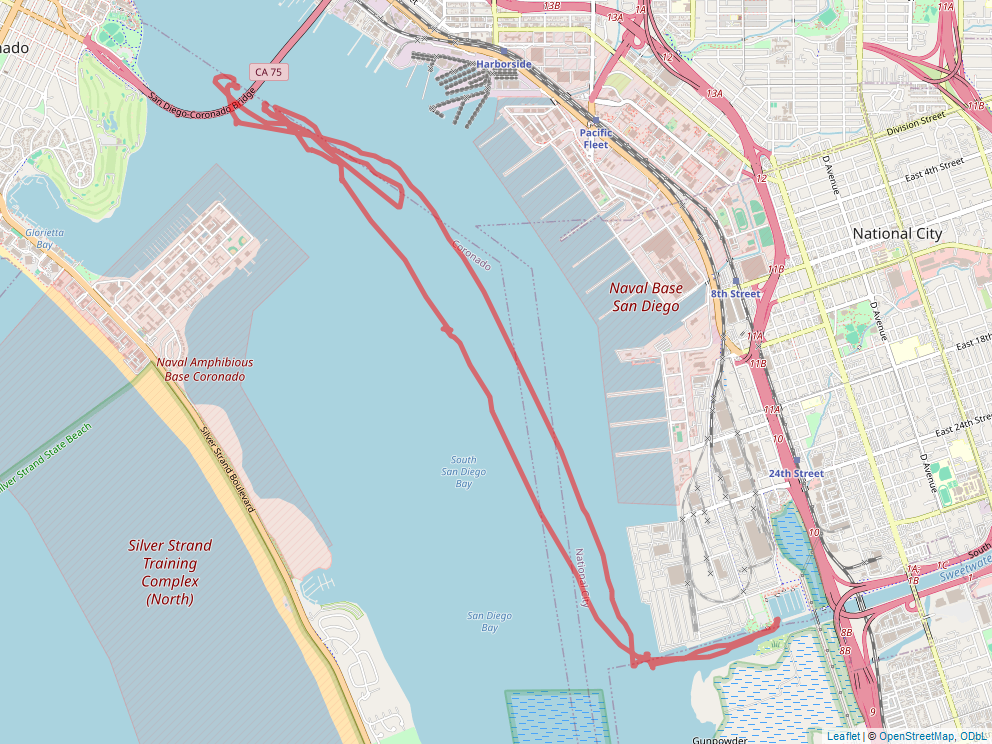 13B
11A
13A
11A
nado
12
CA 75
Harborside
San Diego-Coronado Bridge
13A
11B
Division Street
Pacific
Fleet
D Avenue
East 4th Street
12
Glorietta
Bay
National City
Coronado
11B
Naval Base
San Diego
8th Street
D Avenue
11A
11B
East 18th
Naval Amphibious
Base Coronado
11A
Silver Strand State Beach
Silver Strand Boulevard
10
East 24th Street
South
San Diego
Bay
24th Street
D Avenue
10
Silver Strand
Training
Complex
(North)
National City
South
1A
1B
1C
Sweetwate
1
San Diego
Bay
8B
8B
9
Gunpowder
Leaflet | © OpenStreetMap, ODbL